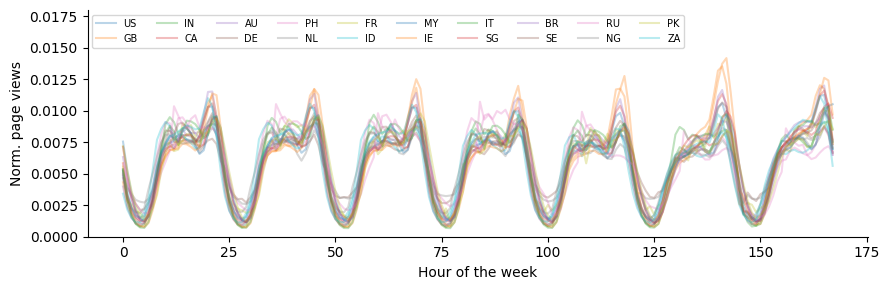 0.0175
0.0150
0.0125
0.0100
0.0075
0.0050
0.0025
0.0000
Norm. page views
US IN AU PH FR MY IT BR RU PK
GB CA DE NL ID IE SG SE NG ZA
0 25 50 75 100 125 150 175
Hour of the week